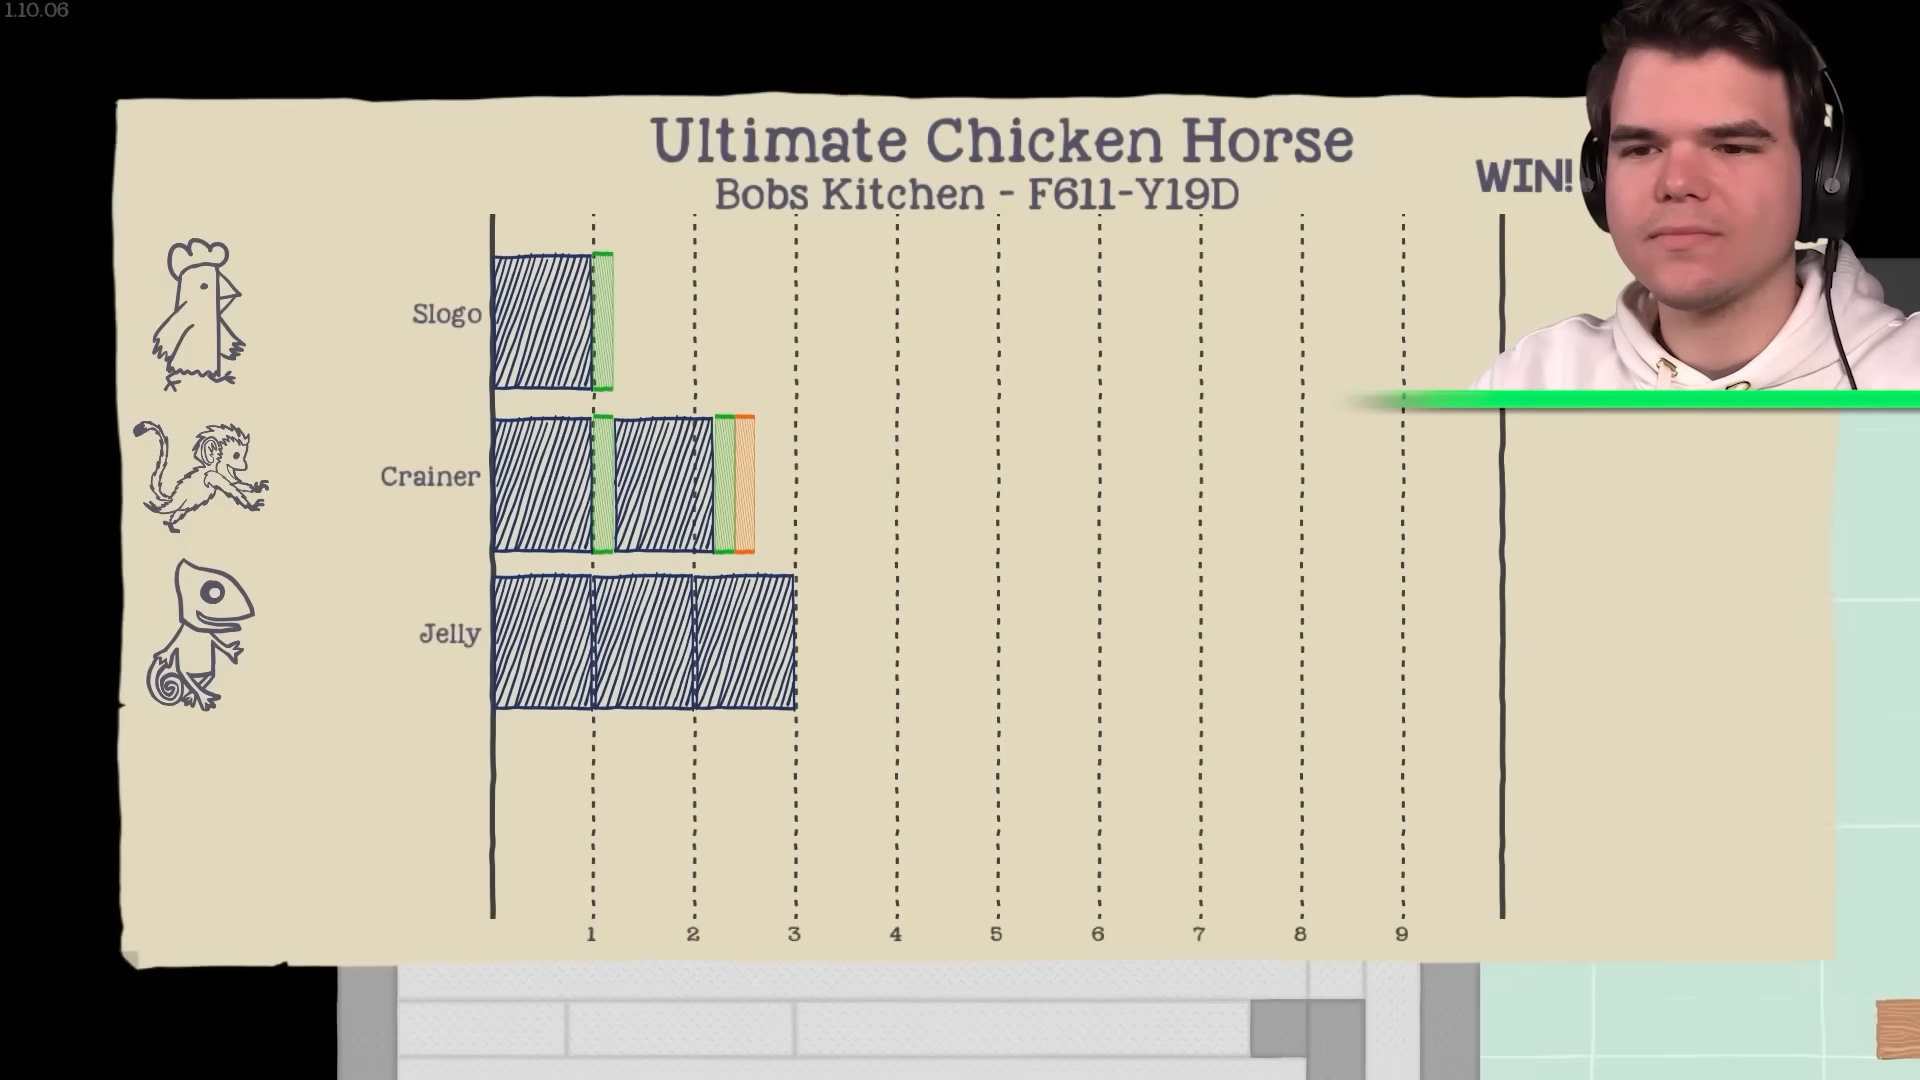 1.10.06
Ultimate Chicken Horse
Bobs Kitchen - F611-Y19D
WIN!
Slogo
Crainer
Jelly
1 2 3 4 5 6 7 8 9